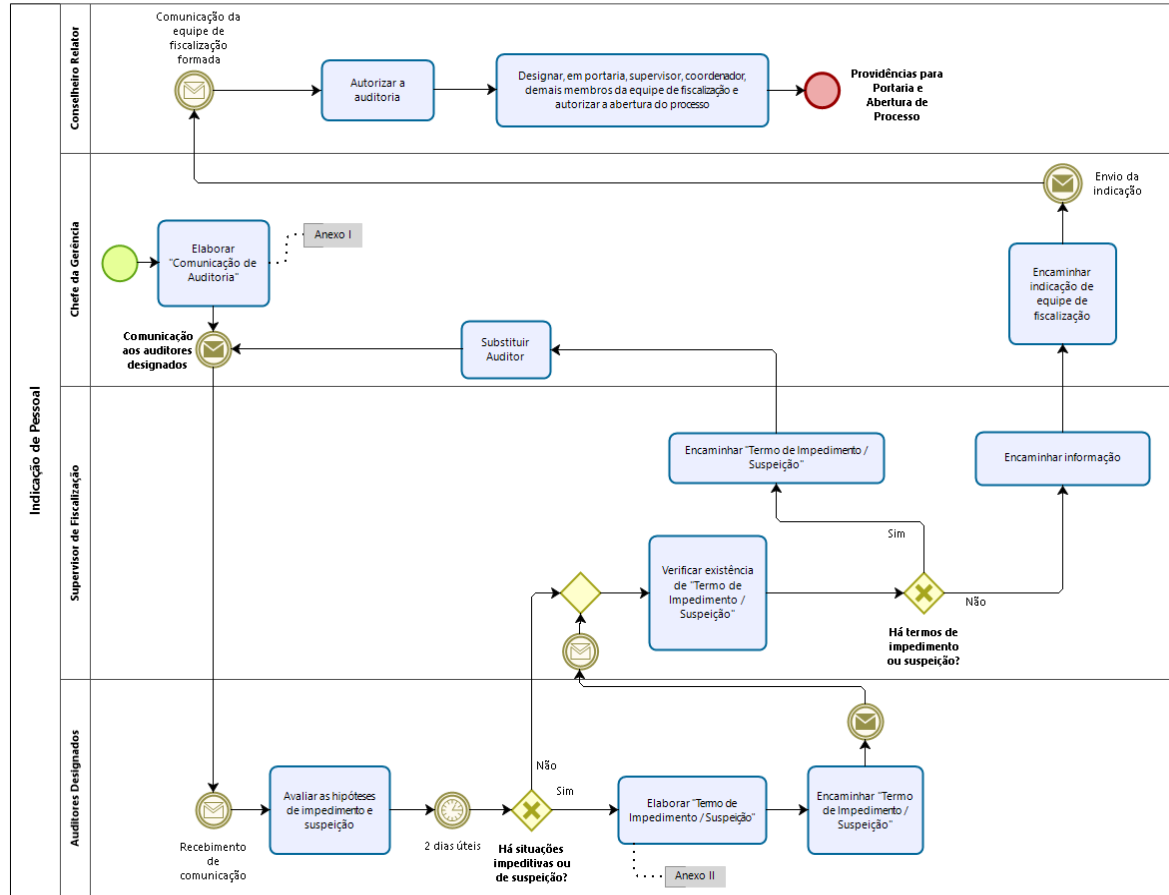 Indicação de Pessoal
Conselheiro Relator
Comunicação da
equipe de
fiscalização
formada
Autorizar a
auditoria
Designar, em portaria, supervisor, coordenador,
demais membros da equipe de fiscalização e
autorizar a abertura do processo
Providências para
Portaria e
Abertura de
Processo
Chefe da Gerência
Elaborar
"Comunicação de
Auditoria"
Anexo I
Comunicação
aos auditores
designados
Substituir
Auditor
Envio da
indicação
Encaminhar
indicação de
equipe de
fiscalização
Supervisor de Fiscalização
Encaminhar "Termo de Impedimento /
Suspeição"
Encaminhar informação
Verificar existência
de "Termo de
Impedimento /
Suspeição"
Sim
Não
Há termos de
impedimento
ou suspeição?
Auditores Designados
Recebimento
de
comunicação
Avaliar as hipóteses
de impedimento e
suspeição
2 dias úteis
Não
Sim
Há situações
impeditivas ou
de suspeição?
Elaborar "Termo de
Impedimento / Suspeição"
Anexo II
Encaminhar "Termo
de Impedimento /
Suspeição"